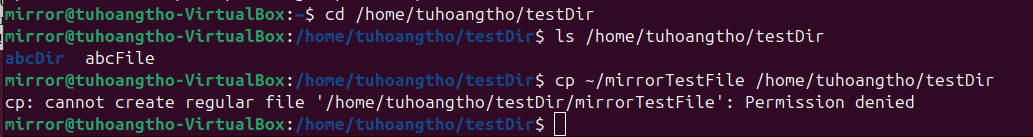 mirror@tuhoangtho-VirtualBox:~$ cd /home/tuhoangtho/testDir
mirror@tuhoangtho-VirtualBox:/home/tuhoangtho/testDir$ ls /home/tuhoangtho/testDir
abcDir  abcFile
mirror@tuhoangtho-VirtualBox:/home/tuhoangtho/testDir$ cp ~/mirrorTestFile /home/tuhoangtho/testDir
cp: cannot create regular file '/home/tuhoangtho/testDir/mirrorTestFile': Permission denied
mirror@tuhoangtho-VirtualBox:/home/tuhoangtho/testDir$